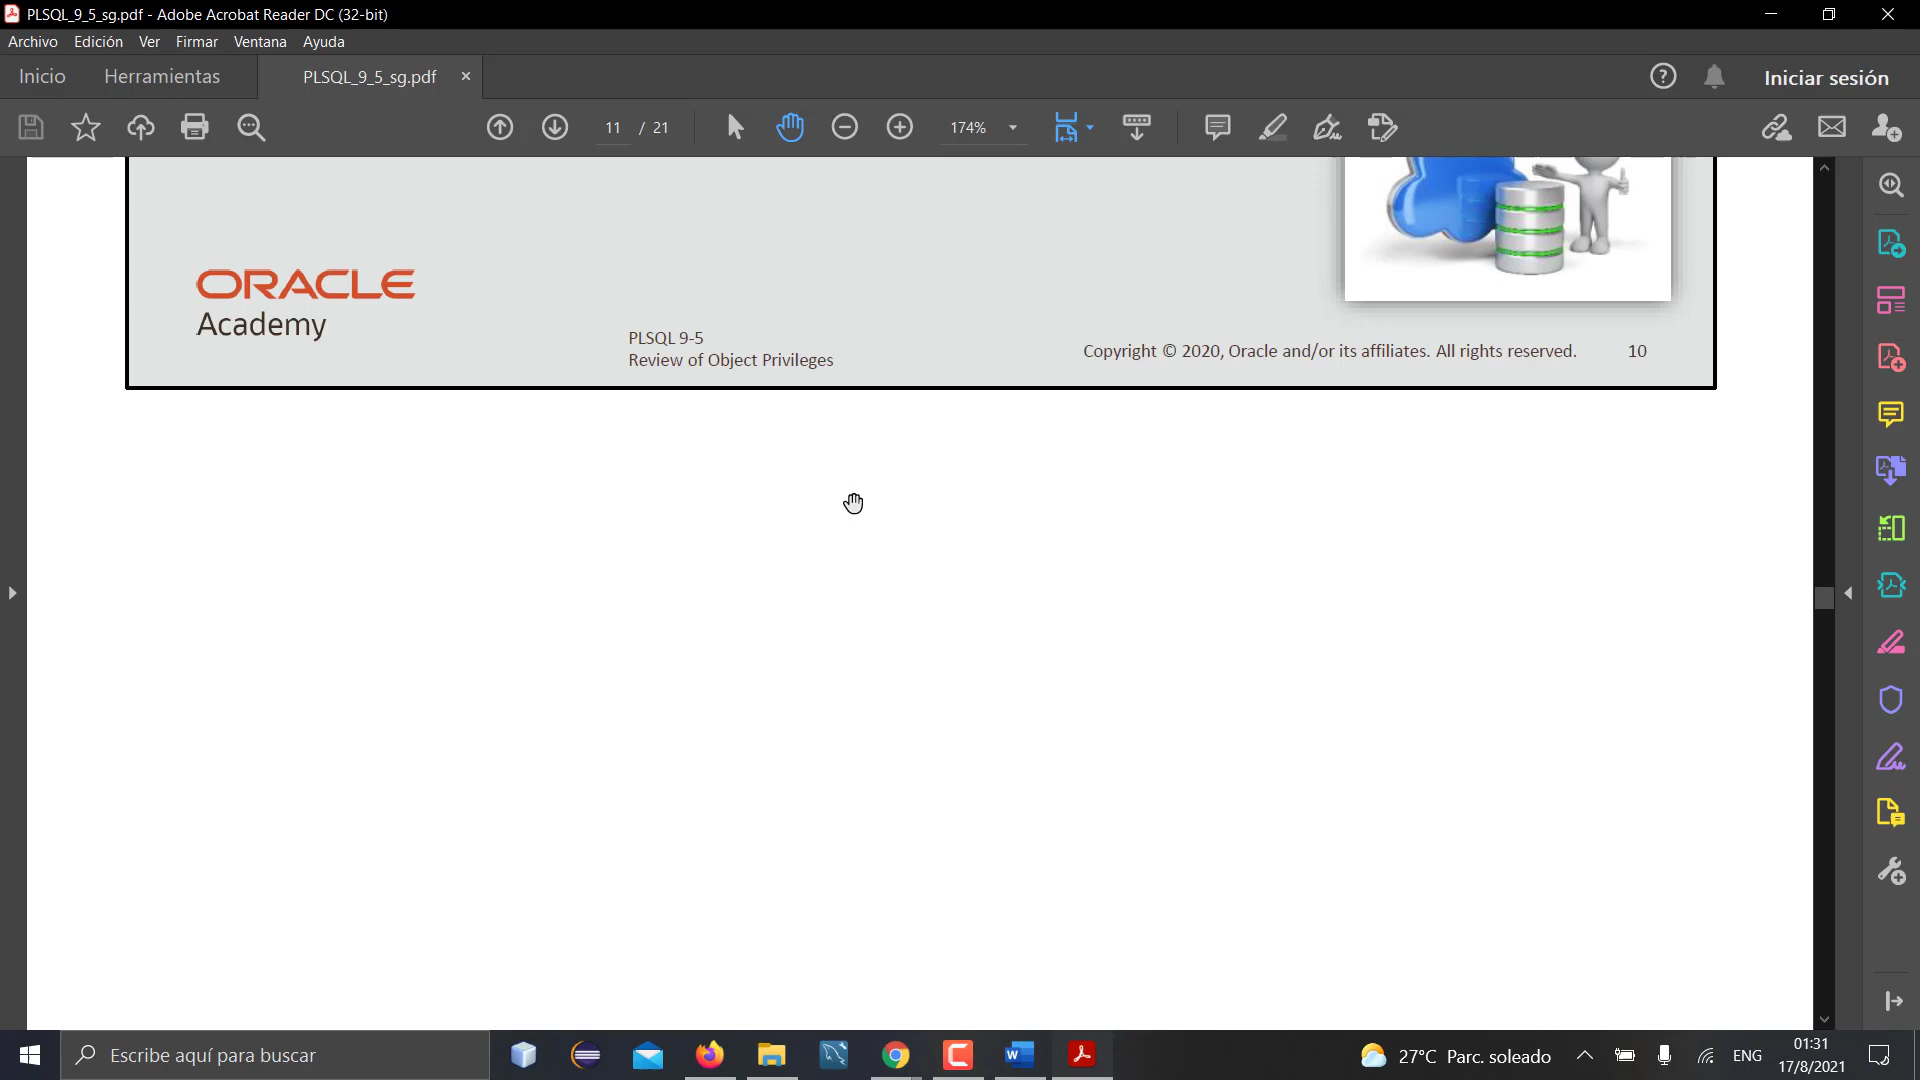 PLSQL_9_5_sg.pdf - Adobe Acrobat Reader DC (32-bit)
Archivo Edición Ver Firmar Ventana Ayuda
Inicio Herramientas PLSQL_9_5_sg.pdf Iniciar sesión
11 / 21 174%
ORACLE
Academy
PLSQL 9-5
Review of Object Privileges
Copyright © 2020, Oracle and/or its affiliates. All rights reserved. 10
Escribe aquí para buscar
27°C Parc. soleado
ENG
01:31
17/8/2021